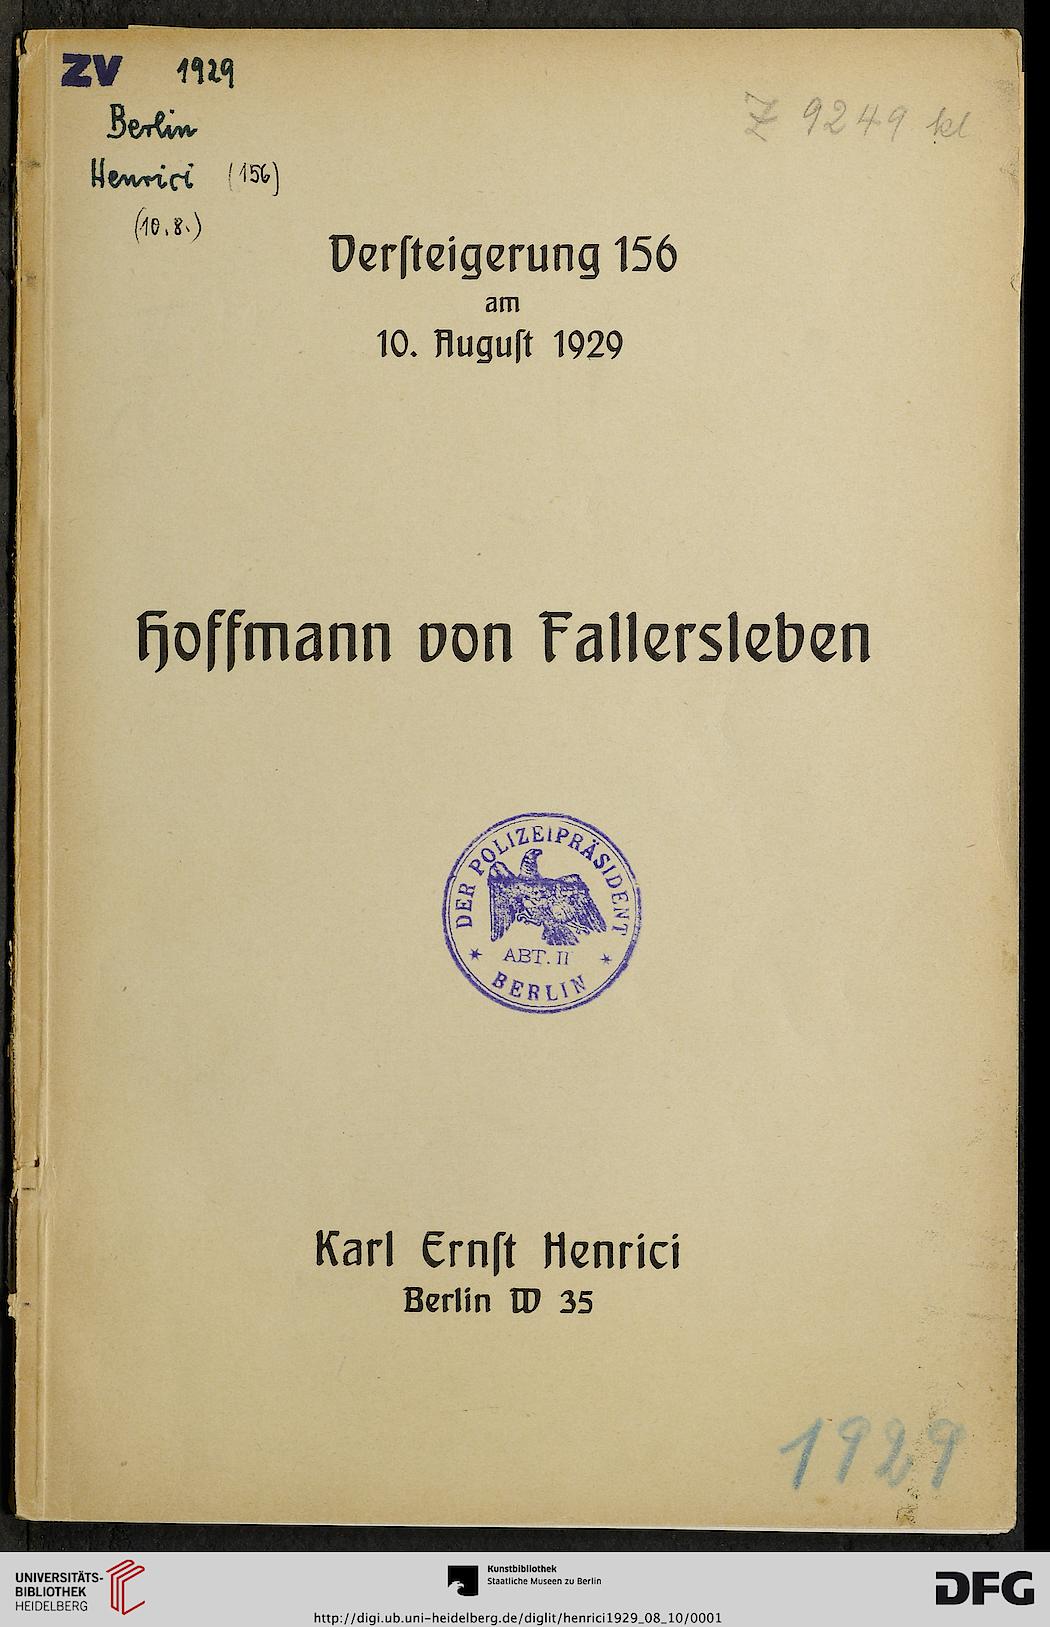 ZV 1929
Berlin
Henrici (156)
(10.8.)
Z 9249 kl
Verſteigerung 156
am
10. Auguſt 1929
Hoffmann von Fallersleben
DER POLIZEIPRÄSIDENT
ABT. II
BERLIN
Karl Ernſt Henrici
Berlin W 35
1929
UNIVERSITÄTS-
BIBLIOTHEK
HEIDELBERG
Kunstbibliothek
Staatliche Museen zu Berlin
DFG
http://digi.ub.uni-heidelberg.de/diglit/henrici1929_08_10/0001